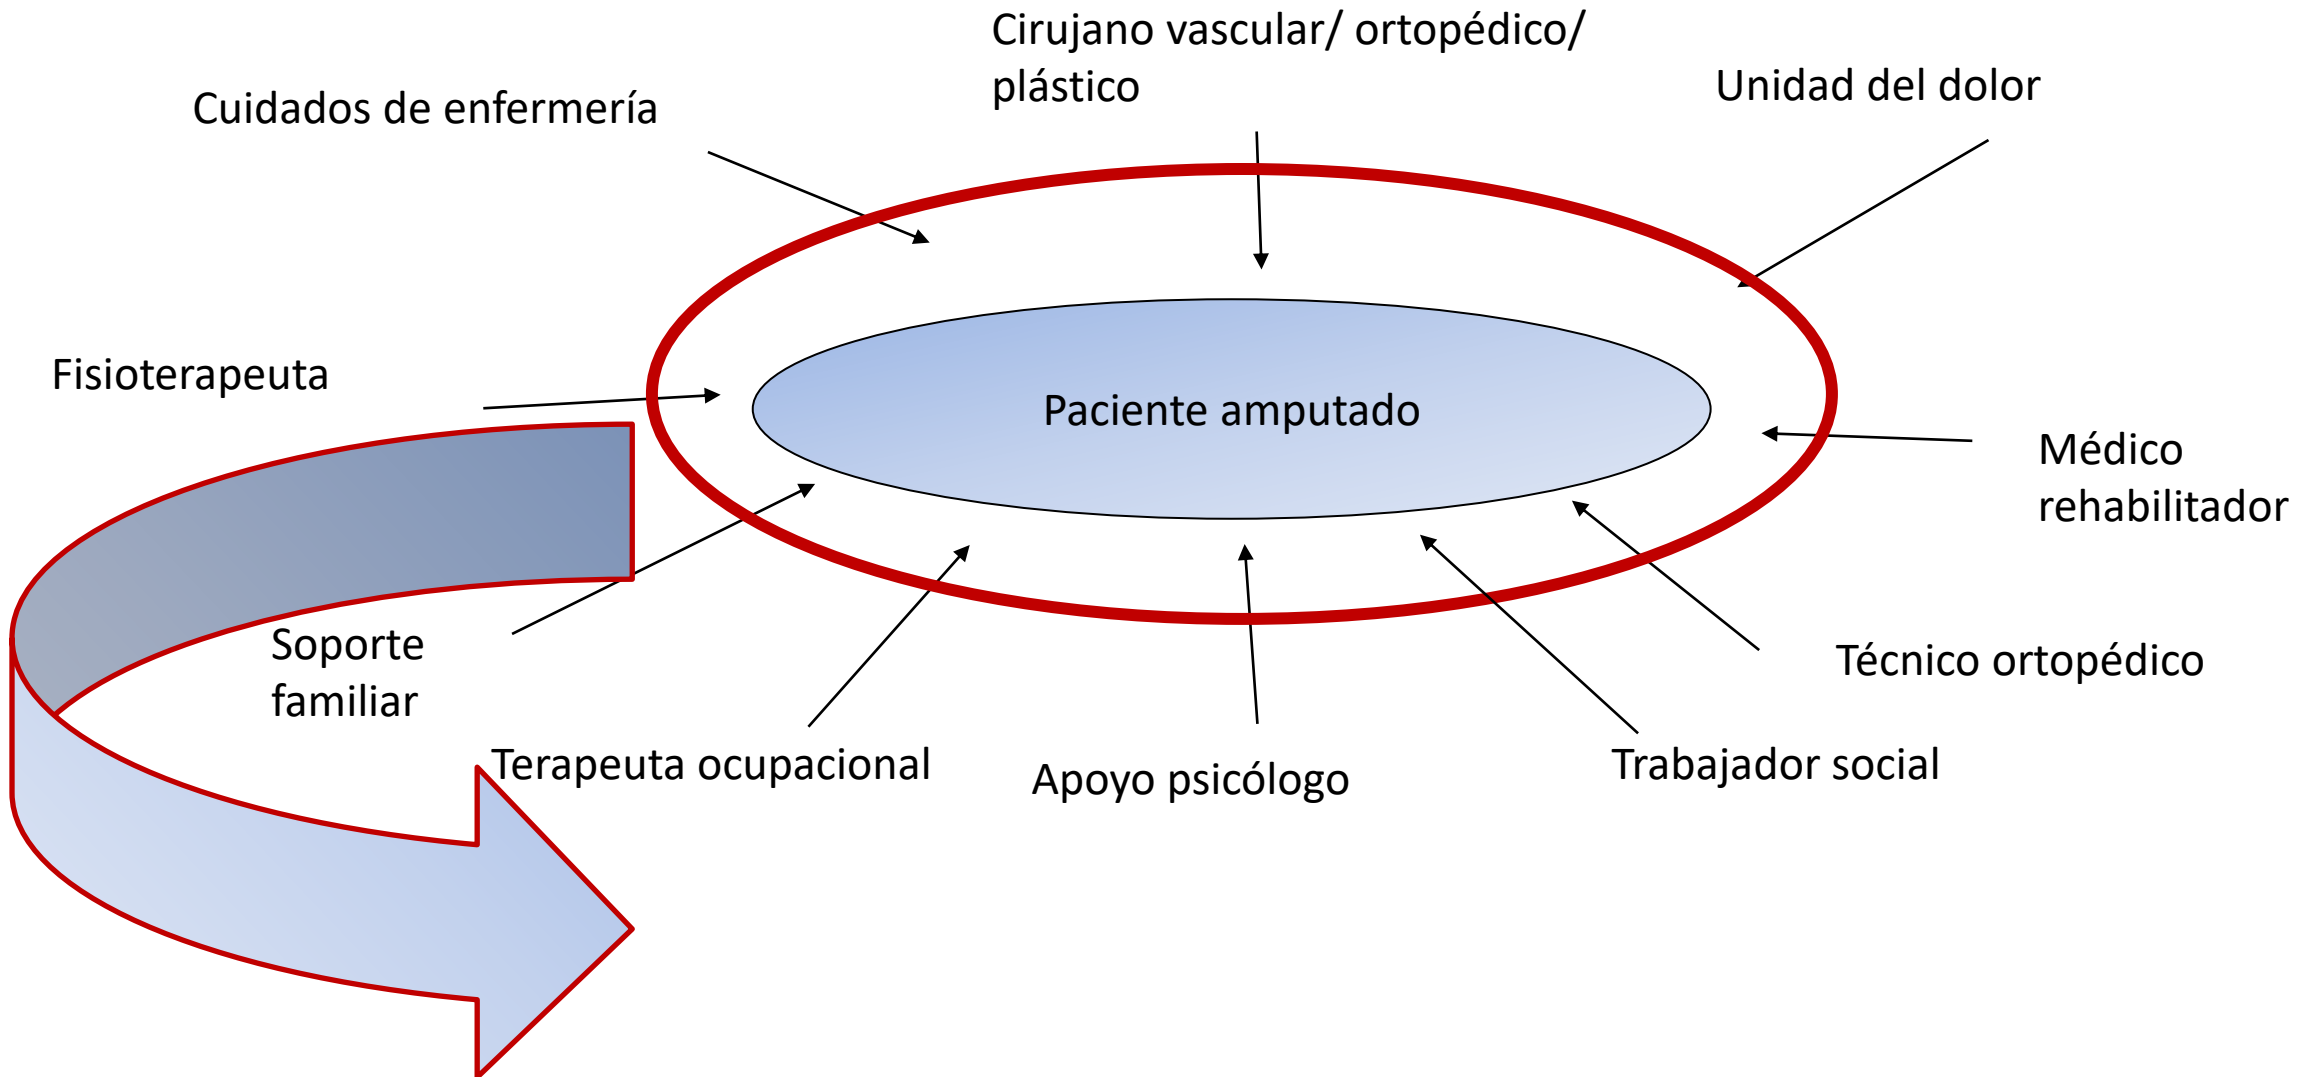 Cirujano vascular/ ortopédico/
plástico
Unidad del dolor
Cuidados de enfermería
Fisioterapeuta
Paciente amputado
Médico
rehabilitador
Soporte
familiar
Técnico ortopédico
Terapeuta ocupacional
Apoyo psicólogo
Trabajador social